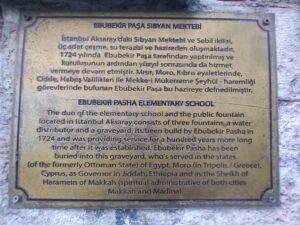 EBUBEKİR PAŞA SIBYAN MEKTEBİ
İstanbul Aksaray'daki Sıbyan Mektebi ve Sebil ikilisi,
üç adet çeşme, su terazisi ve hazireden oluşmaktadır.
1724 yılında Ebubekir Paşa tarafından yaptırılmış ve
kuruluşunun ardından yüzyıl sonrasında da hizmet
vermeye devam etmiştir. Mısır, Moro, Kıbrıs eyaletlerinde,
Cidde, Habeş Valilikleri ile Mekke-i Mükerreme Şeyhül - haremliği
görevlerinde bulunan Ebubekir Paşa bu hazireye defnedilmiştir.
EBUBEKIR PASHA ELEMENTARY SCHOOL
The duo of the elementary school and the public fountain
located in Istanbul Aksaray consists of three fountains, a water
distributor and a graveyard. Its been build by Ebubekir Pasha in
1724 and was providing service for a hundred years more long
time after it was established. Ebubekir Pasha has been
buried into this graveyard, who's served in the states
(of the formerly Ottoman State) of Egypt, Moro (in Tripolis / Greece),
Cyprus, as Governor in Jiddah, Ethiopia and as the Sheikh of
Haramein of Makkah (spiritual administrative of both cities
Makkah and Madina).